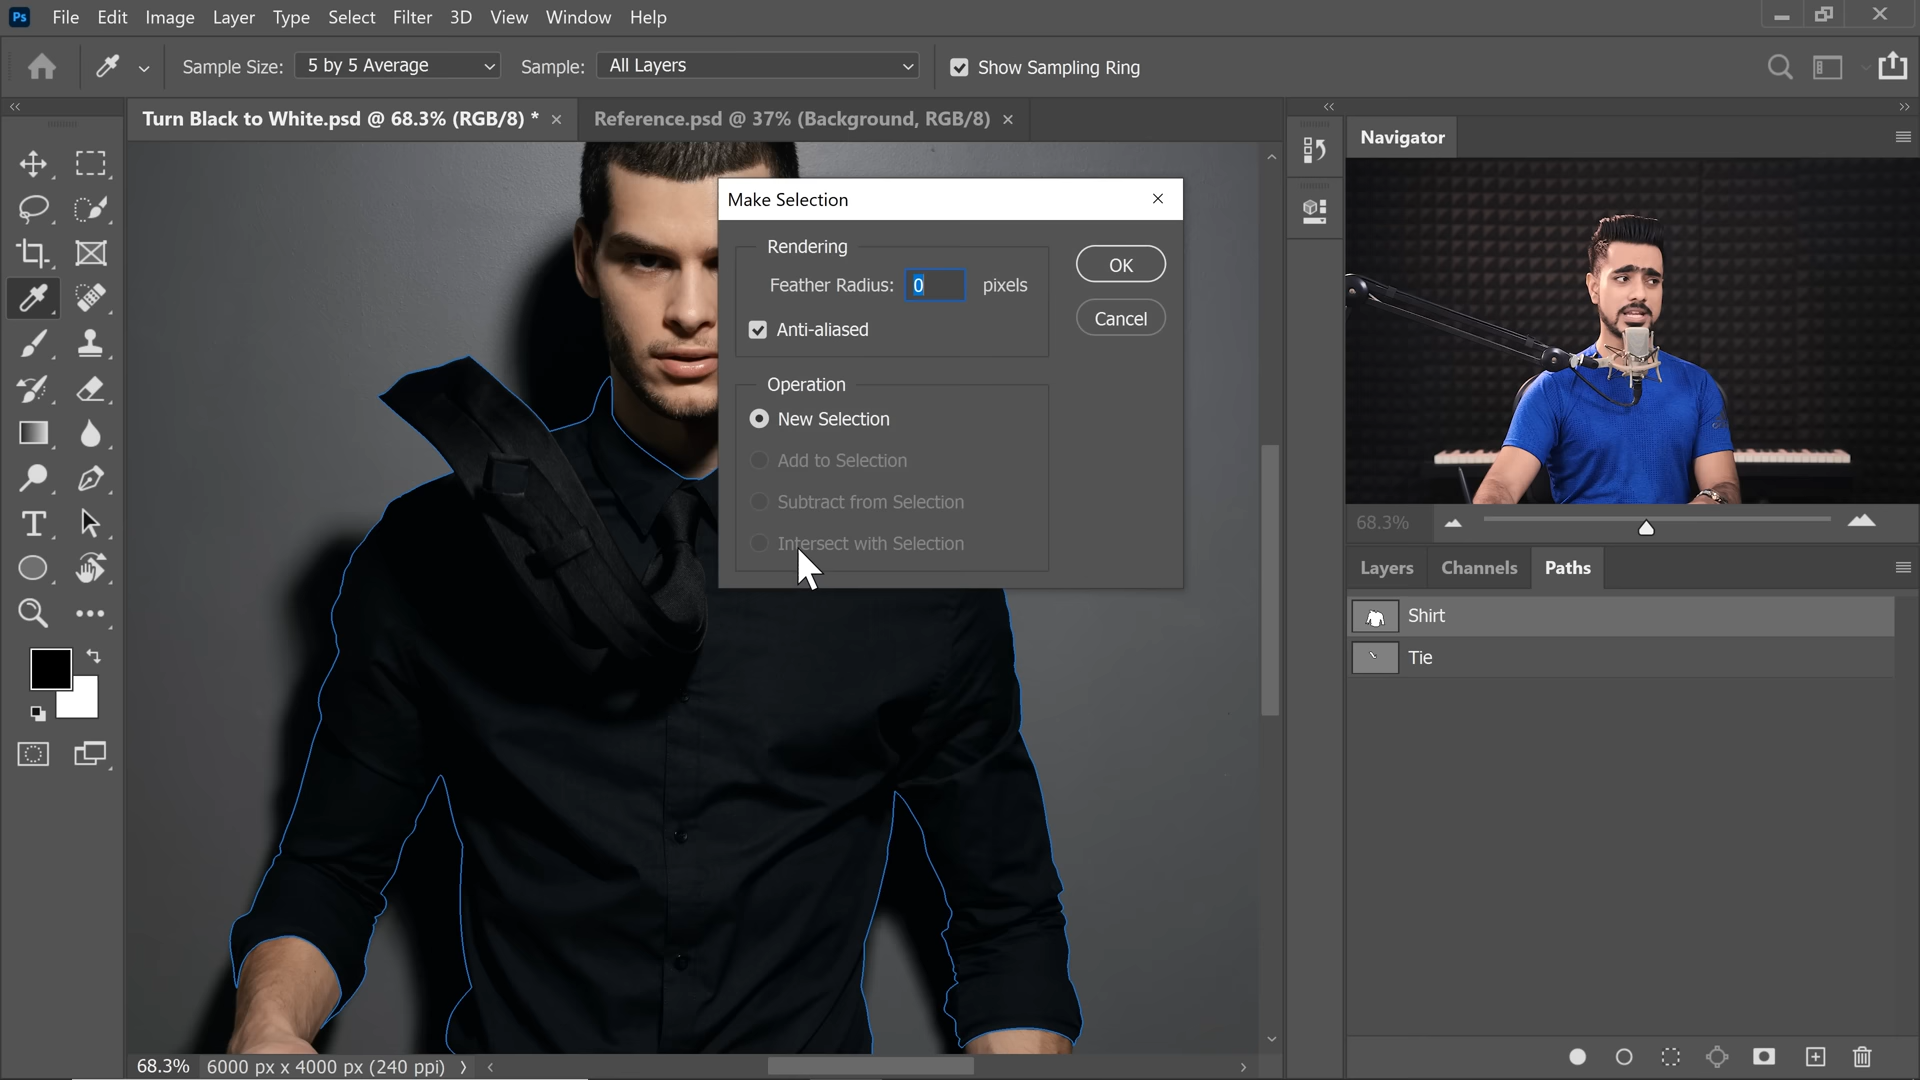 Ps File Edit Image Layer Type Select Filter 3D View Window Help
Sample Size: 5 by 5 Average Sample: All Layers Show Sampling Ring
Turn Black to White.psd @ 68.3% (RGB/8) *
Reference.psd @ 37% (Background, RGB/8)
Navigator
Make Selection
Rendering
Feather Radius: 0 pixels
OK
Anti-aliased
Cancel
Operation
New Selection
Add to Selection
Subtract from Selection
Intersect with Selection
68.3%
Layers Channels Paths
Shirt
Tie
68.3% 6000 px x 4000 px (240 ppi)